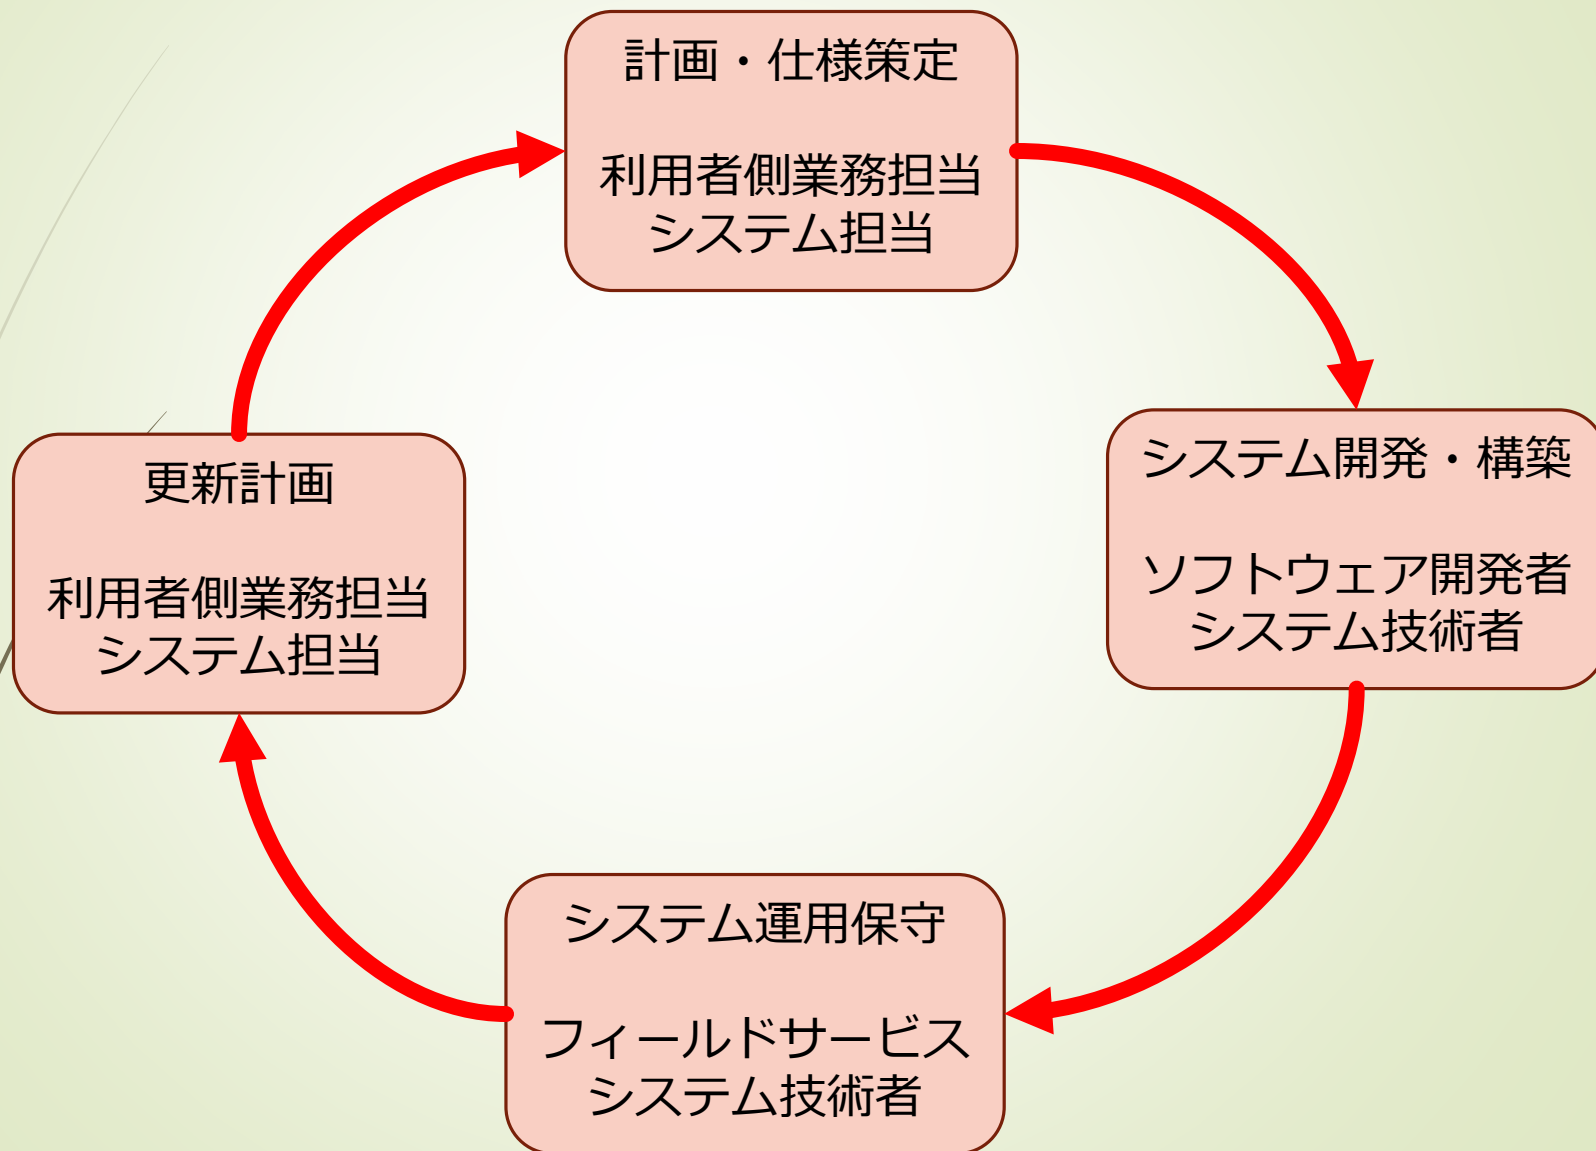 計画・仕様策定
利用者側業務担当
システム担当
システム開発・構築
ソフトウェア開発者
システム技術者
システム運用保守
フィールドサービス
システム技術者
更新計画
利用者側業務担当
システム担当